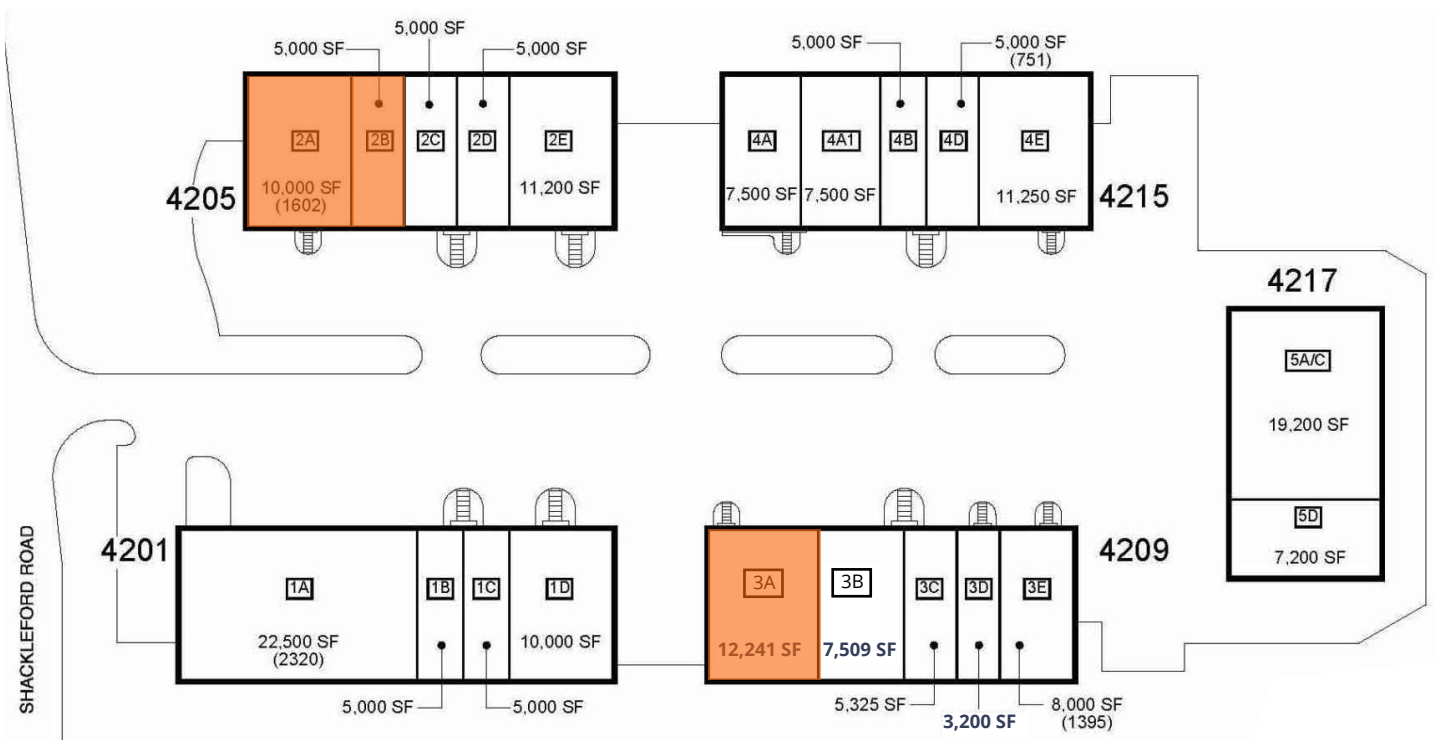 5,000 SF
5,000 SF
5,000 SF
2A
2B
2C
2D
2E
10,000 SF
(1602)
11,200 SF
4205
5,000 SF
5,000 SF
(751)
4A
4A1
4B
4D
4E
7,500 SF
7,500 SF
11,250 SF
4215
4217
5A/C
19,200 SF
5D
7,200 SF
SHACKLEFORD ROAD
4201
1A
1B
1C
1D
22,500 SF
(2320)
10,000 SF
5,000 SF
5,000 SF
3A
3B
3C
3D
3E
12,241 SF
7,509 SF
4209
5,325 SF
3,200 SF
8,000 SF
(1395)